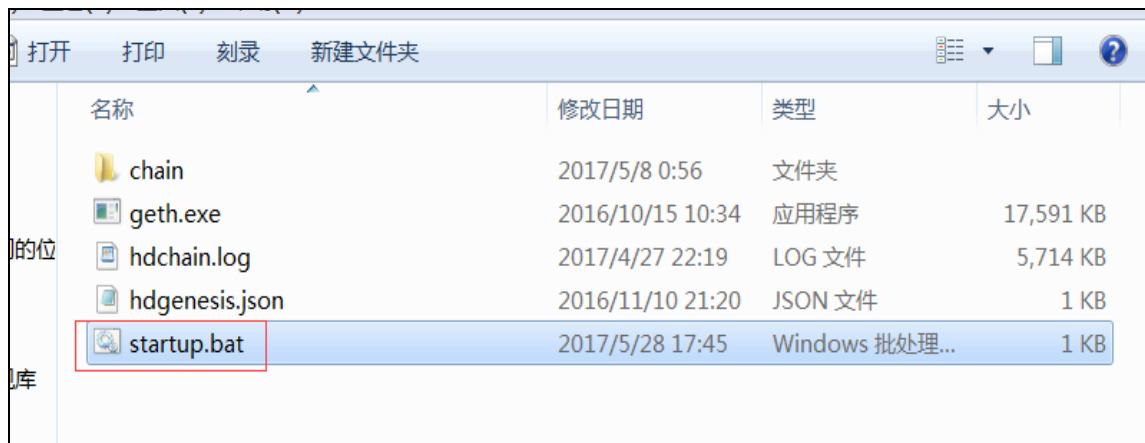 打开 打印 刻录 新建文件夹
名称 修改日期 类型 大小
chain 2017/5/8 0:56 文件夹
geth.exe 2016/10/15 10:34 应用程序 17,591 KB
的位 hdchain.log 2017/4/27 22:19 LOG 文件 5,714 KB
hdgenesis.json 2016/11/10 21:20 JSON 文件 1 KB
startup.bat 2017/5/28 17:45 Windows 批处理... 1 KB
库